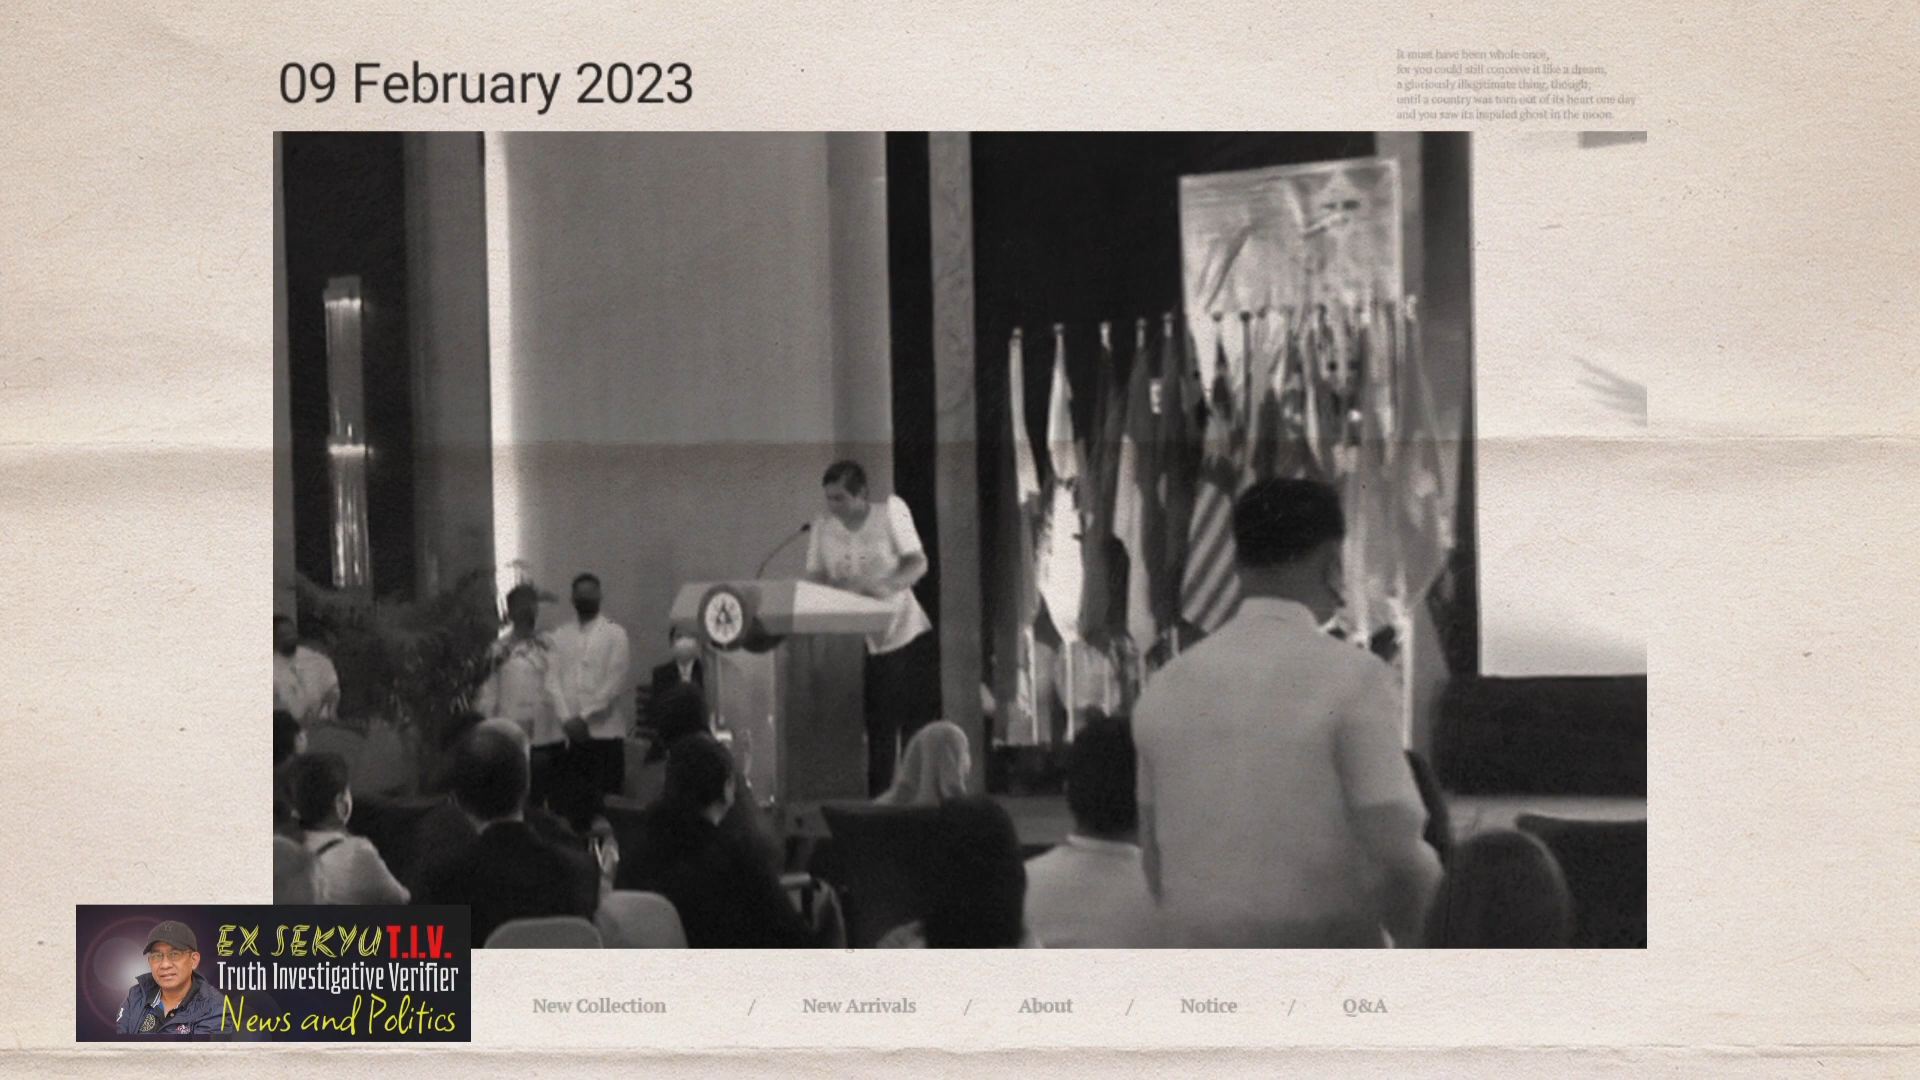 09 February 2023
It must have been whole once,
for you could still conceive it like a dream,
a gloriously illegitimate thing, though,
until a country was torn out of its heart one day
and you saw its impaled ghost in the moon.
EX SEKYU T.I.V.
Truth Investigative Verifier
News and Politics
New Collection / New Arrivals / About / Notice / Q&A